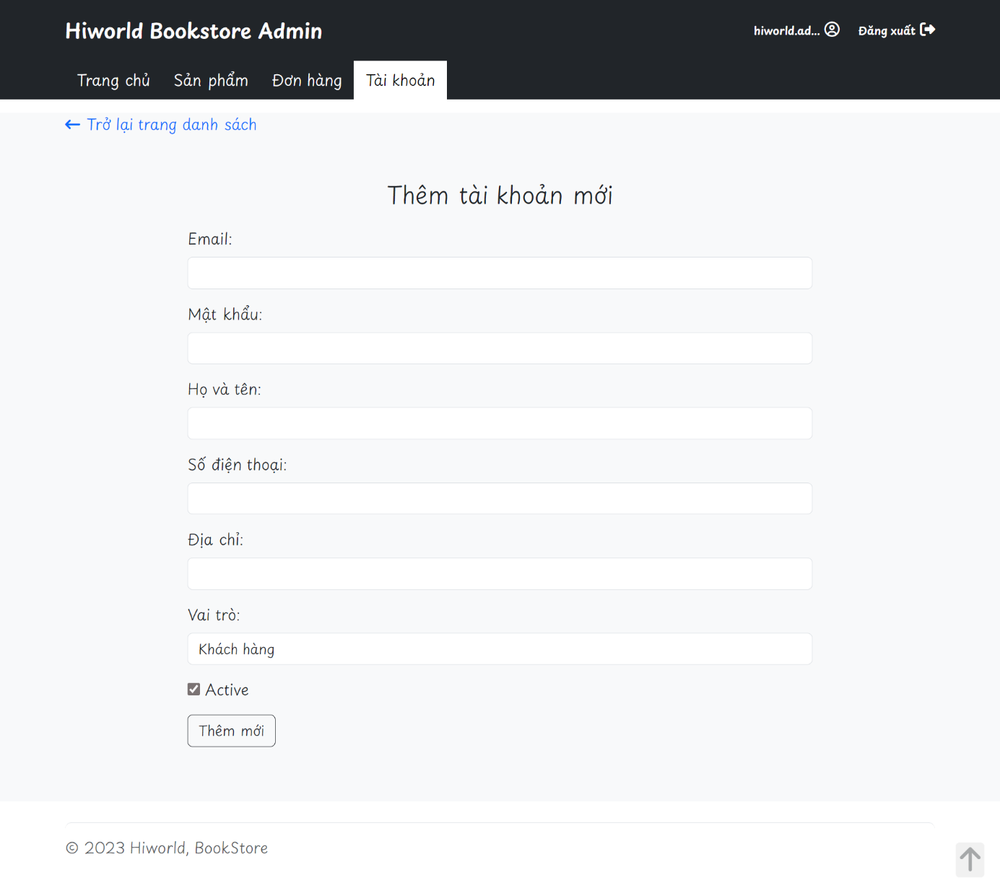 Hiworld Bookstore Admin
hiworld.ad... Đăng xuất
Trang chủ Sản phẩm Đơn hàng Tài khoản
Trở lại trang danh sách
Thêm tài khoản mới
Email:
Mật khẩu:
Họ và tên:
Số điện thoại:
Địa chỉ:
Vai trò:
Khách hàng
Active
Thêm mới
© 2023 Hiworld, BookStore